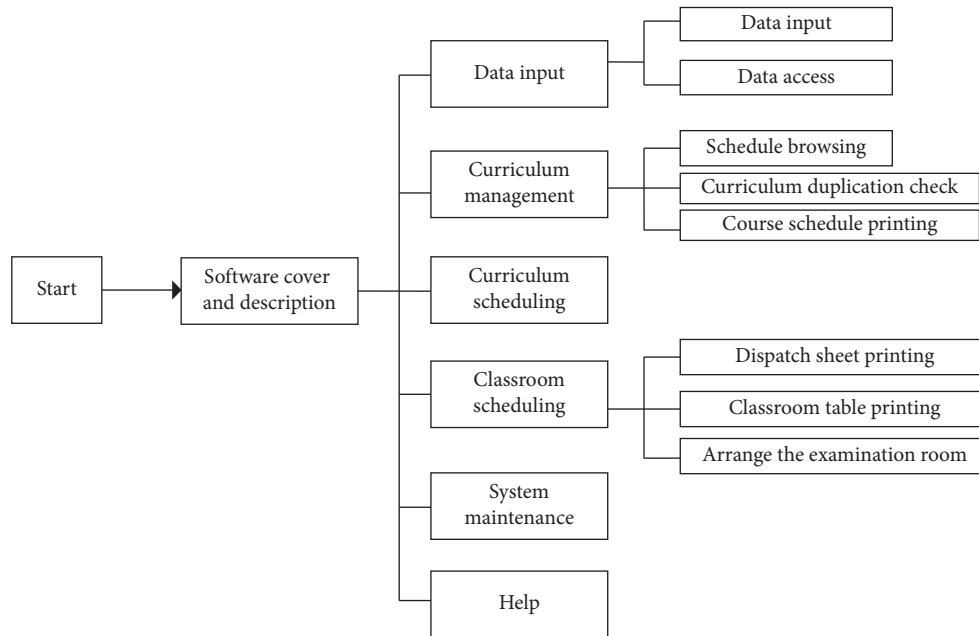 Start
Software cover
and description
Data input
Data input
Data access
Curriculum
management
Schedule browsing
Curriculum duplication check
Course schedule printing
Curriculum
scheduling
Classroom
scheduling
Dispatch sheet printing
Classroom table printing
Arrange the examination room
System
maintenance
Help